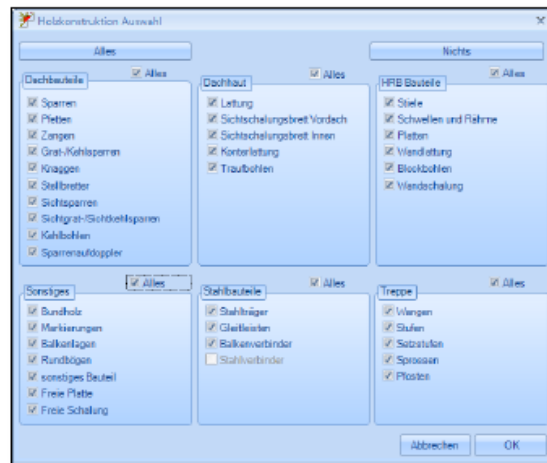 Holzkonstruktion Auswahl
Alles
Nichts
Dachbauteile
Alles
Sparren
Pfetten
Zangen
Grat-/Kehlsparren
Knaggen
Stellbretter
Sichtsparren
Sichtgrat-/Sichtkehlsparren
Kehlbohlen
Sparrenaufdoppler
Dachhaut
Alles
Lattung
Sichtschalungsbrett Vordach
Sichtschalungsbrett Innen
Konterlattung
Traufbohlen
HRB Bauteile
Alles
Stiele
Schwellen und Rähme
Platten
Wandlattung
Blockbohlen
Wandschalung
Sonstiges
Alles
Bundholz
Markierungen
Balkenlagen
Rundbögen
sonstiges Bauteil
Freie Platte
Freie Schalung
Stahlbauteile
Alles
Stahlträger
Gleitleisten
Balkenverbinder
Stahlverbinder
Treppe
Alles
Wangen
Stufen
Setzstufen
Sprossen
Pfosten
Abbrechen
OK